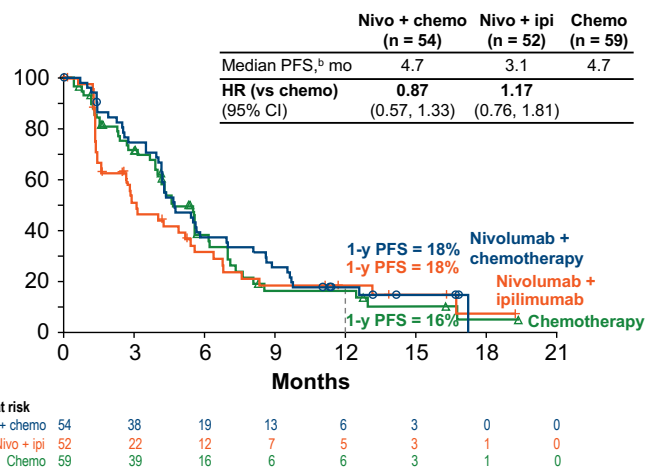 Nivo + chemo Nivo + ipi Chemo
(n = 54) (n = 52) (n = 59)
Median PFS,ᵇ mo 4.7 3.1 4.7
HR (vs chemo) 0.87 1.17
(95% CI) (0.57, 1.33) (0.76, 1.81)
100
80
60
40
20
0
1-y PFS = 18%
1-y PFS = 18%
1-y PFS = 16%
Nivolumab +
chemotherapy
Nivolumab +
ipilimumab
Chemotherapy
0 3 6 9 12 15 18 21
Months
t risk
+ chemo 54 38 19 13 6 3 0 0
Nivo + ipi 52 22 12 7 5 3 1 0
Chemo 59 39 16 6 6 3 1 0